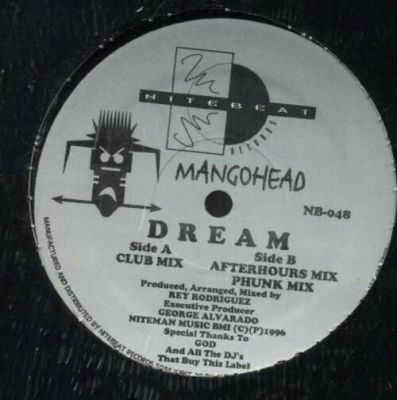 NITEBEAT
RECORDS
MANGOHEAD
NB-048
DREAM
Side A
CLUB MIX
Side B
AFTERHOURS MIX
PHUNK MIX
Produced, Arranged, Mixed by
REY RODRIGUEZ
Executive Producer
GEORGE ALVARADO
NITEMAN MUSIC BMI (C)(P)1996
Special Thanks To
GOD
And All The DJ's
That Buy This Label
MANUFACTURED AND DISTRIBUTED BY NITEBEAT RECORDS